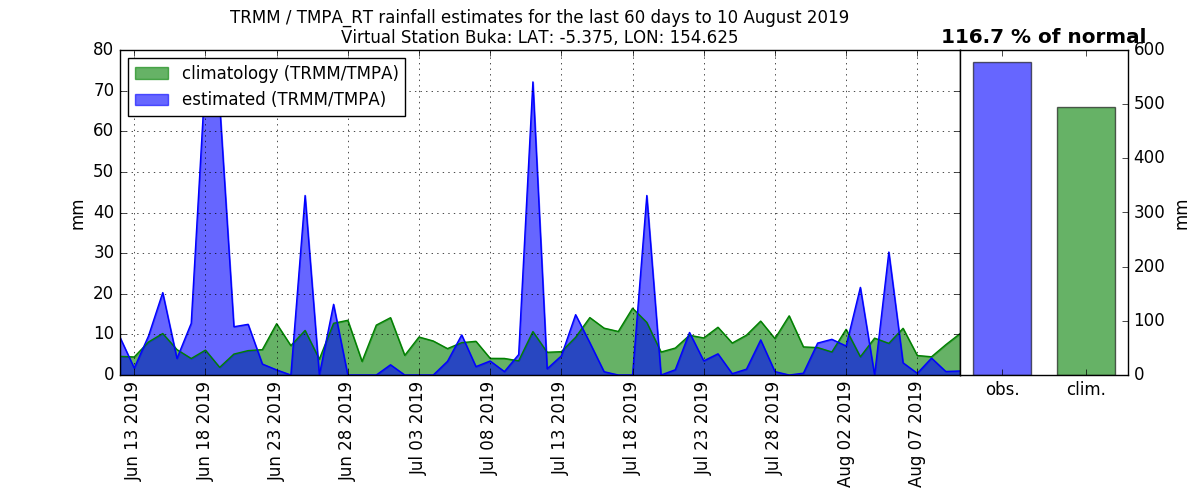 TRMM / TMPA_RT rainfall estimates for the last 60 days to 10 August 2019
Virtual Station Buka: LAT: -5.375, LON: 154.625
116.7 % of normal
climatology (TRMM/TMPA)
estimated (TRMM/TMPA)
80
70
60
50
40
30
20
10
0
mm
Jun 13 2019
Jun 18 2019
Jun 23 2019
Jun 28 2019
Jul 03 2019
Jul 08 2019
Jul 13 2019
Jul 18 2019
Jul 23 2019
Jul 28 2019
Aug 02 2019
Aug 07 2019
600
500
400
300
200
100
0
mm
obs.
clim.